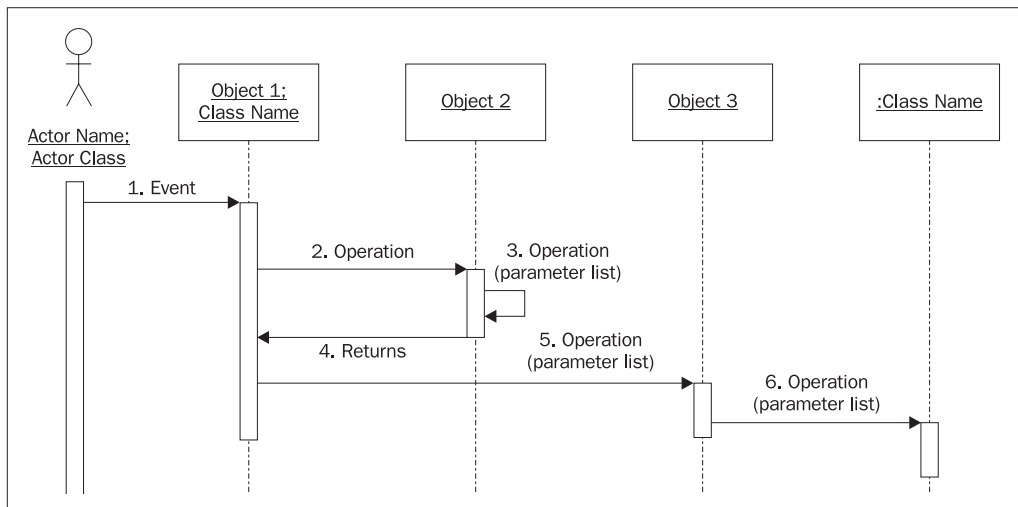 Actor Name;
Actor Class
Object 1;
Class Name
Object 2
Object 3
:Class Name
1. Event
2. Operation
3. Operation
(parameter list)
4. Returns
5. Operation
(parameter list)
6. Operation
(parameter list)